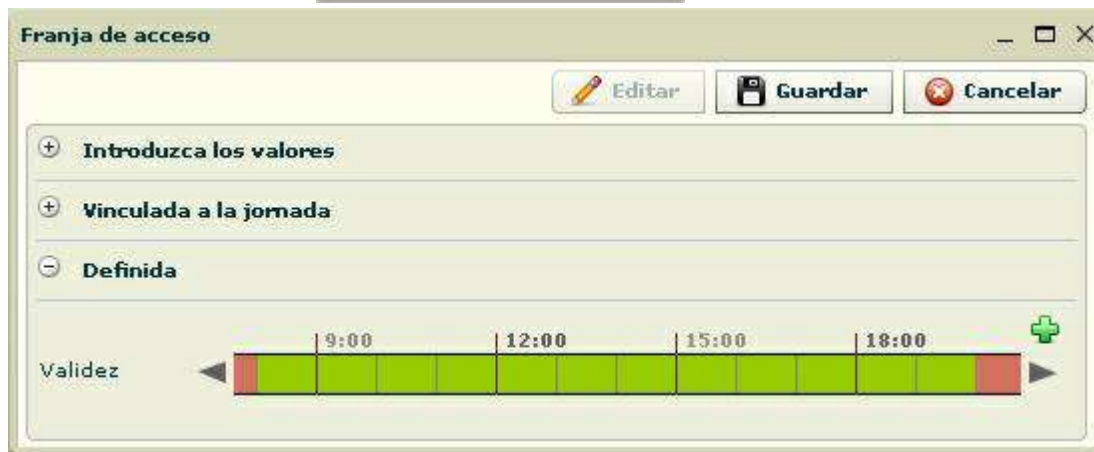 Franja de acceso
Editar Guardar Cancelar
Introduzca los valores
Vinculada a la jornada
Definida
9:00 12:00 15:00 18:00
Validez